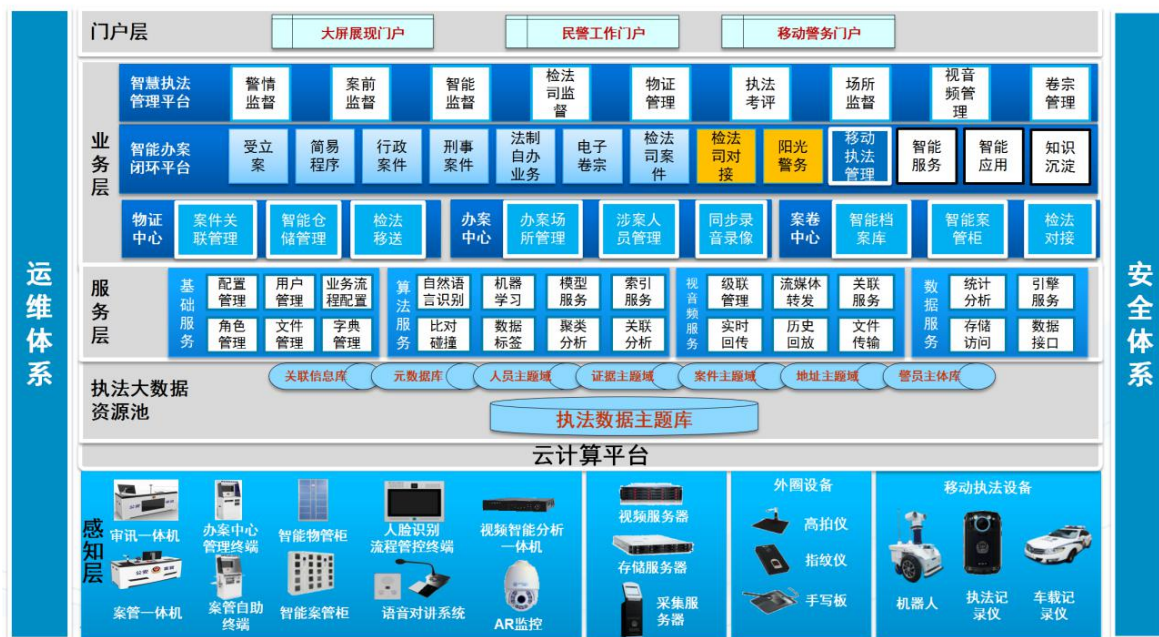 门户层
大屏展现门户
民警工作门户
移动警务门户
运维体系
安全体系
业务层
智慧执法
管理平台
警情
监督
案前
监督
智能
监督
检法
司监
督
物证
管理
执法
考评
场所
监督
视音
频管
理
卷宗
管理
智能办案
闭环平台
受立
案
简易
程序
行政
案件
刑事
案件
法制
自办
业务
电子
卷宗
检法
司案
件
检法
司对
接
阳光
警务
移动
执法
管理
智能
服务
智能
应用
知识
沉淀
物证
中心
案件关
联管理
智能仓
储管理
检法
移送
办案
中心
办案场
所管理
涉案人
员管理
同步录
音录像
案卷
中心
智能档
案库
智能案
管柜
检法
对接
服务层
基础服务
配置
管理
用户
管理
业务流
程配置
角色
管理
文件
管理
字典
管理
算法服务
自然语
言识别
机器
学习
模型
服务
索引
服务
比对
碰撞
数据
标签
聚类
分析
关联
分析
视音频服务
级联
管理
流媒体
转发
关联
服务
实时
回传
历史
回放
文件
传输
数据服务
统计
分析
引擎
服务
存储
访问
数据
接口
执法大数据
资源池
关联信息库
元数据库
人员主题域
证据主题域
案件主题域
地址主题域
警员主体库
执法数据主题库
云计算平台
感知层
审讯一体机
办案中心
管理终端
智能物管柜
人脸识别
流程管控终端
视频智能分析
一体机
案管一体机
案管自助
终端
智能案管柜
语音对讲系统
AR监控
视频服务器
存储服务器
采集服
务器
外圈设备
高拍仪
指纹仪
手写板
移动执法设备
机器人
执法记
录仪
车载记
录仪